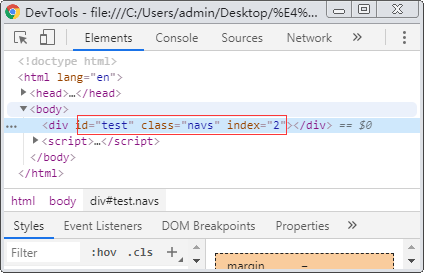 DevTools - file:///C:/Users/admin/Desktop/%E4%...
Elements Console Sources Network »
<!doctype html>
<html lang="en">
<head>…</head>
<body>
<div id="test" class="navs" index="2"></div> == $0
<script>…</script>
</body>
</html>
html body div#test.navs
Styles Event Listeners DOM Breakpoints Properties »
Filter :hov .cls +
margin –